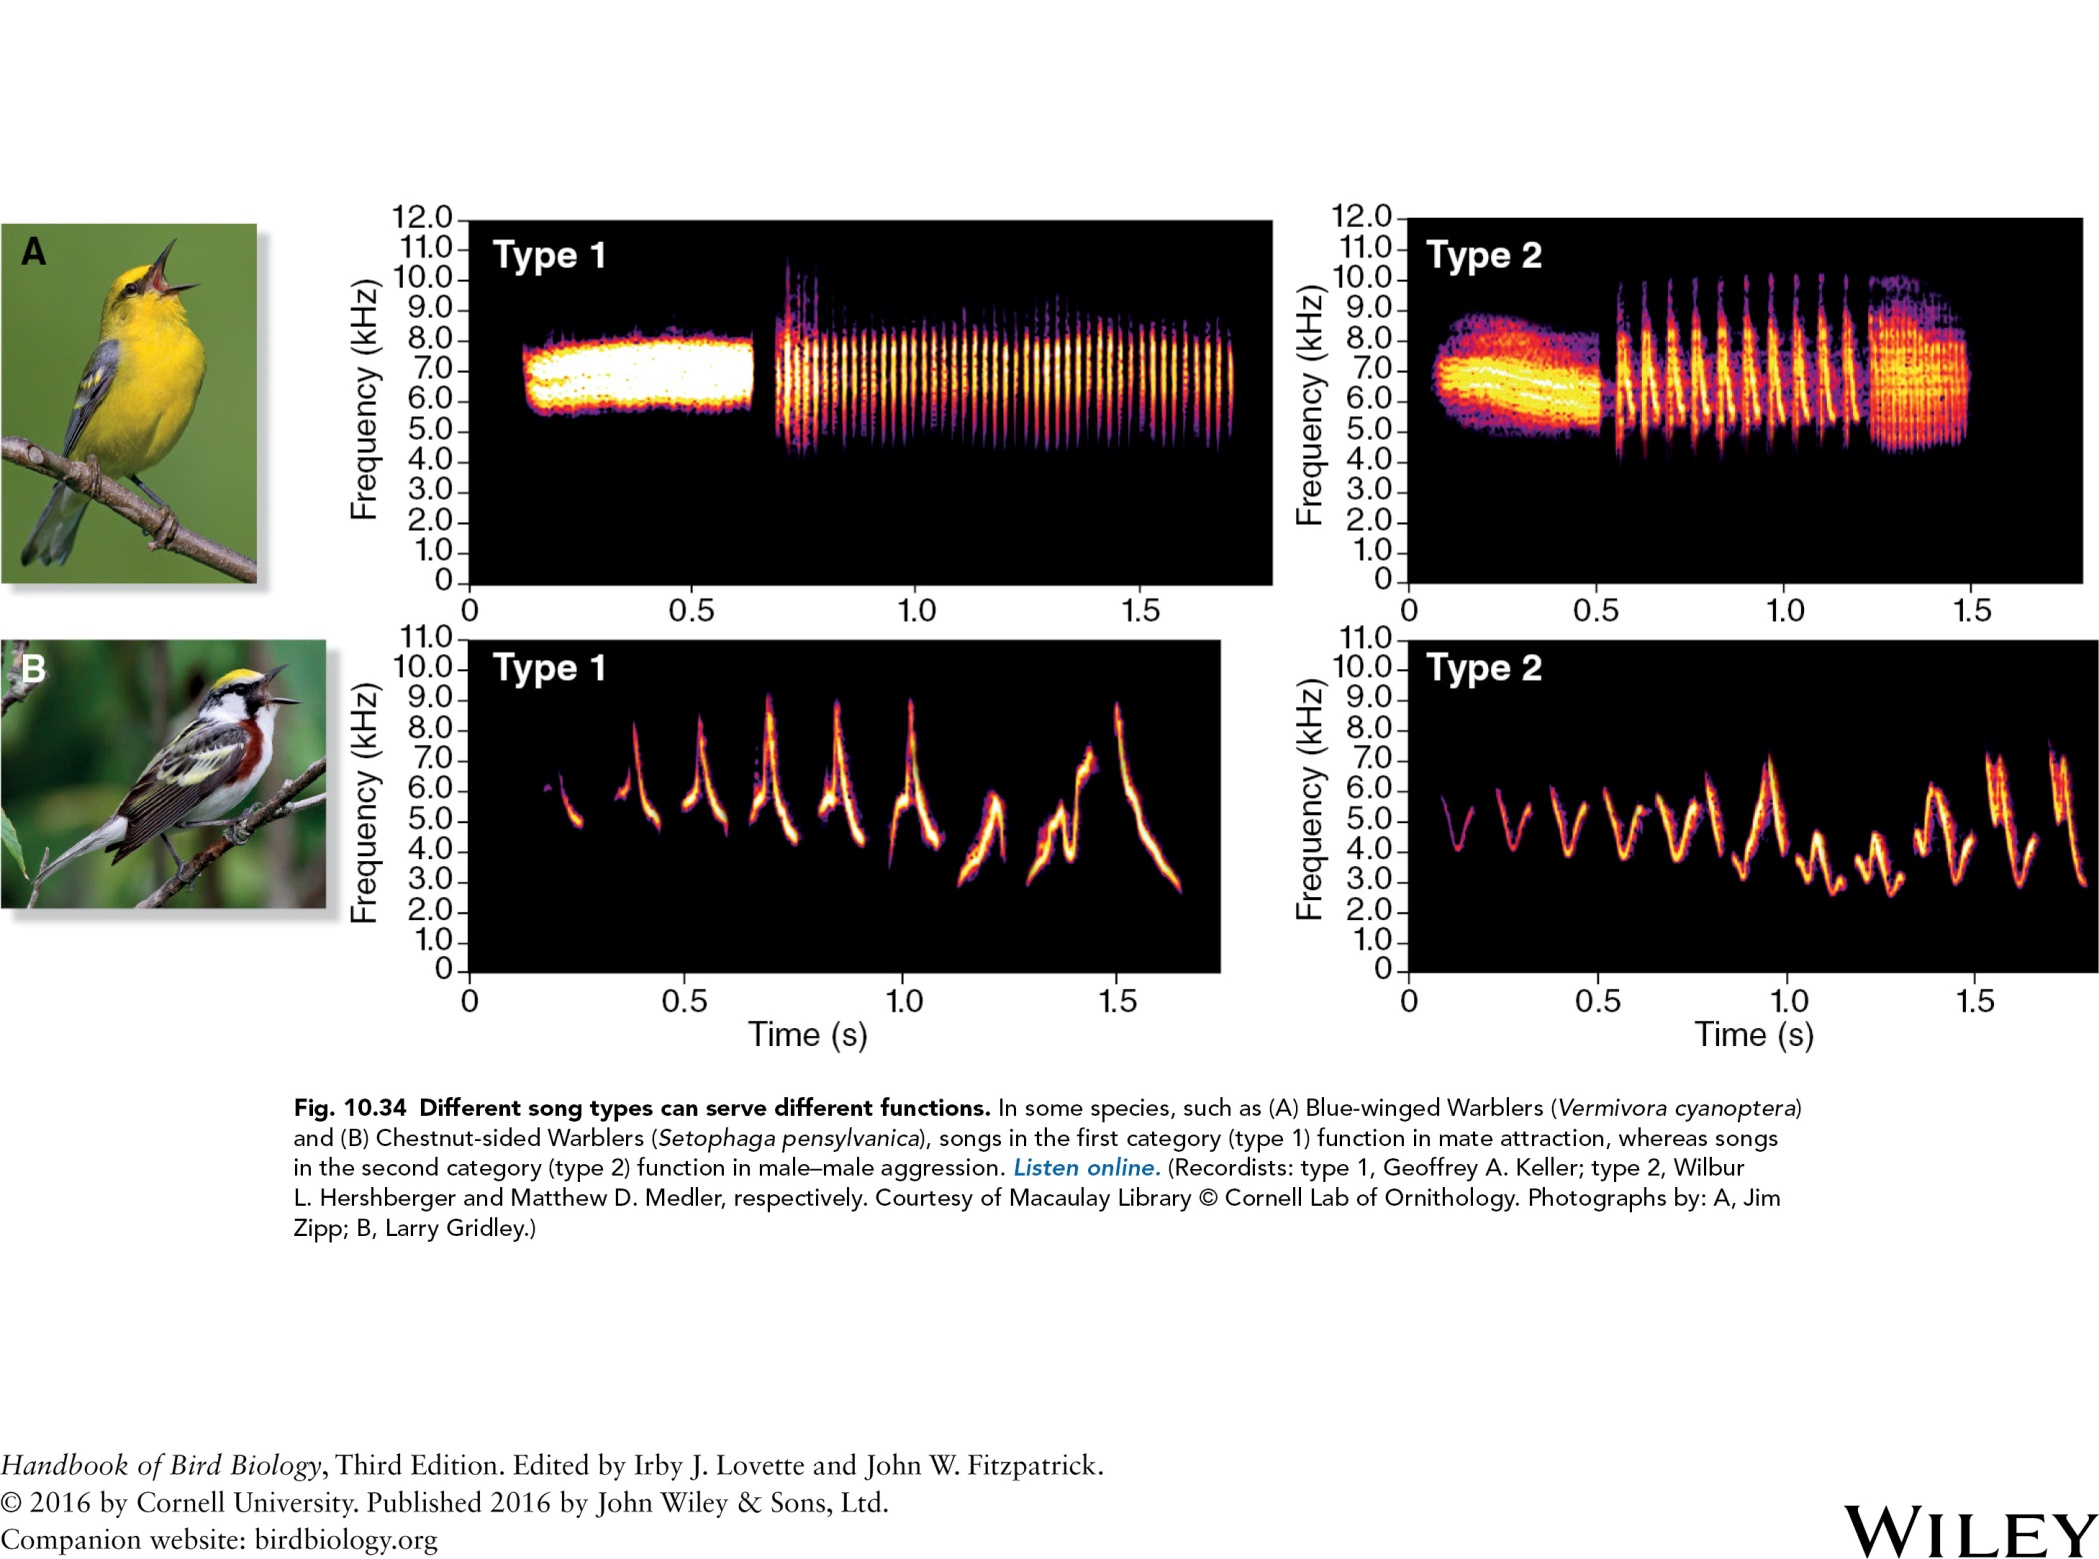 A
Type 1
12.0
11.0
10.0
9.0
8.0
7.0
6.0
5.0
4.0
3.0
2.0
1.0
0
Frequency (kHz)
0 0.5 1.0 1.5
Type 2
12.0
11.0
10.0
9.0
8.0
7.0
6.0
5.0
4.0
3.0
2.0
1.0
0
Frequency (kHz)
0 0.5 1.0 1.5
B
Type 1
11.0
10.0
9.0
8.0
7.0
6.0
5.0
4.0
3.0
2.0
1.0
0
Frequency (kHz)
0 0.5 1.0 1.5
Time (s)
Type 2
11.0
10.0
9.0
8.0
7.0
6.0
5.0
4.0
3.0
2.0
1.0
0
Frequency (kHz)
0 0.5 1.0 1.5
Time (s)
Fig. 10.34 Different song types can serve different functions. In some species, such as (A) Blue-winged Warblers (Vermivora cyanoptera)
and (B) Chestnut-sided Warblers (Setophaga pensylvanica), songs in the first category (type 1) function in mate attraction, whereas songs
in the second category (type 2) function in male–male aggression. Listen online. (Recordists: type 1, Geoffrey A. Keller; type 2, Wilbur
L. Hershberger and Matthew D. Medler, respectively. Courtesy of Macaulay Library © Cornell Lab of Ornithology. Photographs by: A, Jim
Zipp; B, Larry Gridley.)
Handbook of Bird Biology, Third Edition. Edited by Irby J. Lovette and John W. Fitzpatrick.
© 2016 by Cornell University. Published 2016 by John Wiley & Sons, Ltd.
Companion website: birdbiology.org
WILEY